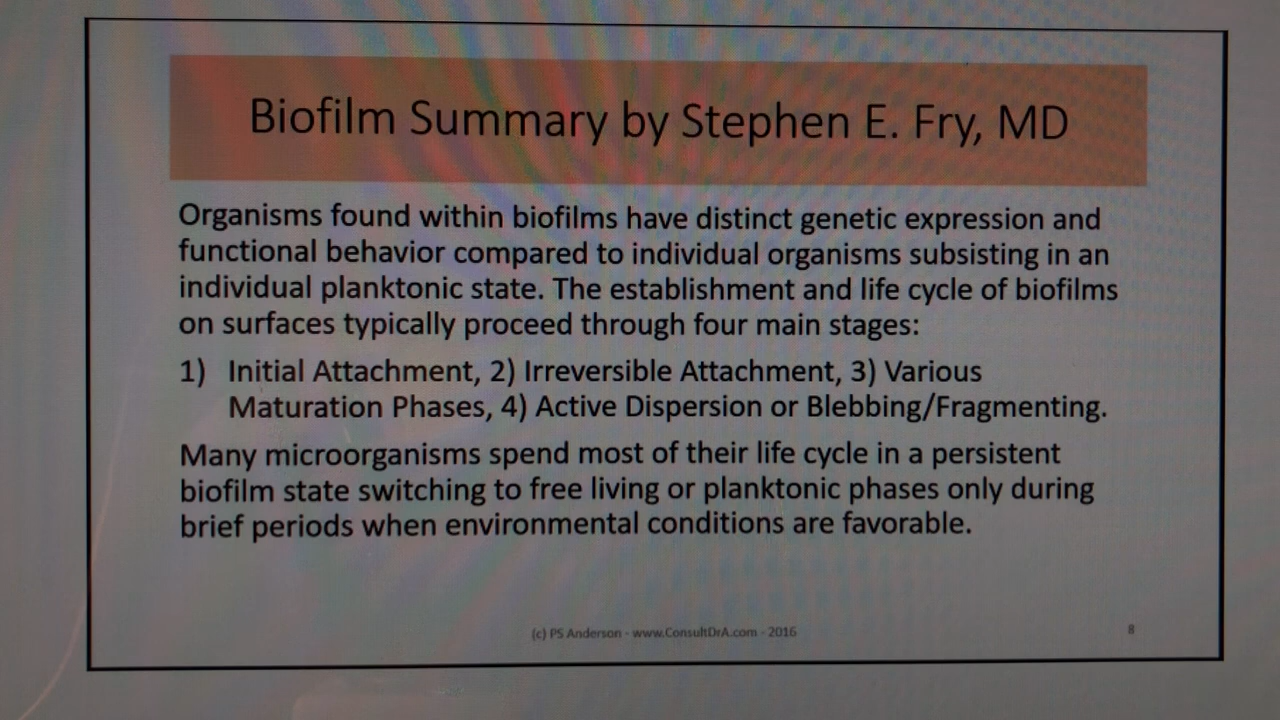 Biofilm Summary by Stephen E. Fry, MD
Organisms found within biofilms have distinct genetic expression and
functional behavior compared to individual organisms subsisting in an
individual planktonic state. The establishment and life cycle of biofilms
on surfaces typically proceed through four main stages:
1) Initial Attachment, 2) Irreversible Attachment, 3) Various
Maturation Phases, 4) Active Dispersion or Blebbing/Fragmenting.
Many microorganisms spend most of their life cycle in a persistent
biofilm state switching to free living or planktonic phases only during
brief periods when environmental conditions are favorable.
(c) PS Anderson - www.ConsultDrA.com - 2016
8